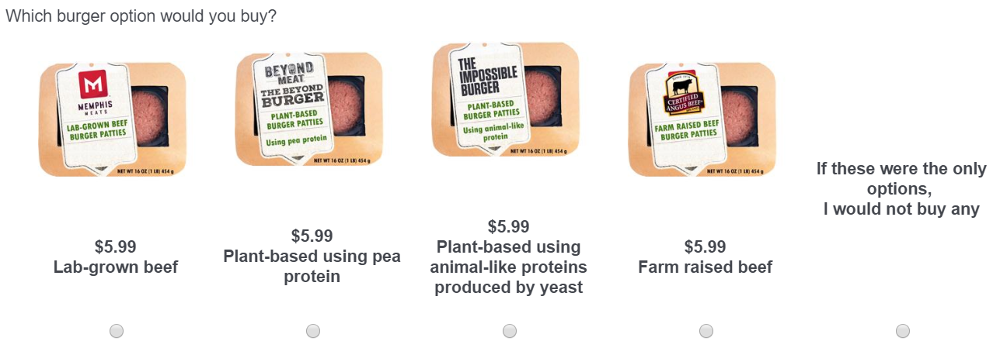 Which burger option would you buy?
M
MEMPHIS
MEATS
LAB-GROWN BEEF
BURGER PATTIES
NET WT 16 OZ (1 LB) 454 g
BEYOND
MEAT
THE BEYOND
BURGER
PLANT-BASED
BURGER PATTIES
Using pea protein
NET WT 16 OZ (1 LB) 454 g
THE
IMPOSSIBLE
BURGER
PLANT-BASED
BURGER PATTIES
Using animal-like
protein
NET WT 16 OZ (1 LB) 454 g
CERTIFIED
ANGUS BEEF
FARM RAISED BEEF
BURGER PATTIES
NET WT 16 OZ (1 LB) 454 g
$5.99
Lab-grown beef
$5.99
Plant-based using pea
protein
$5.99
Plant-based using
animal-like proteins
produced by yeast
$5.99
Farm raised beef
If these were the only
options,
I would not buy any